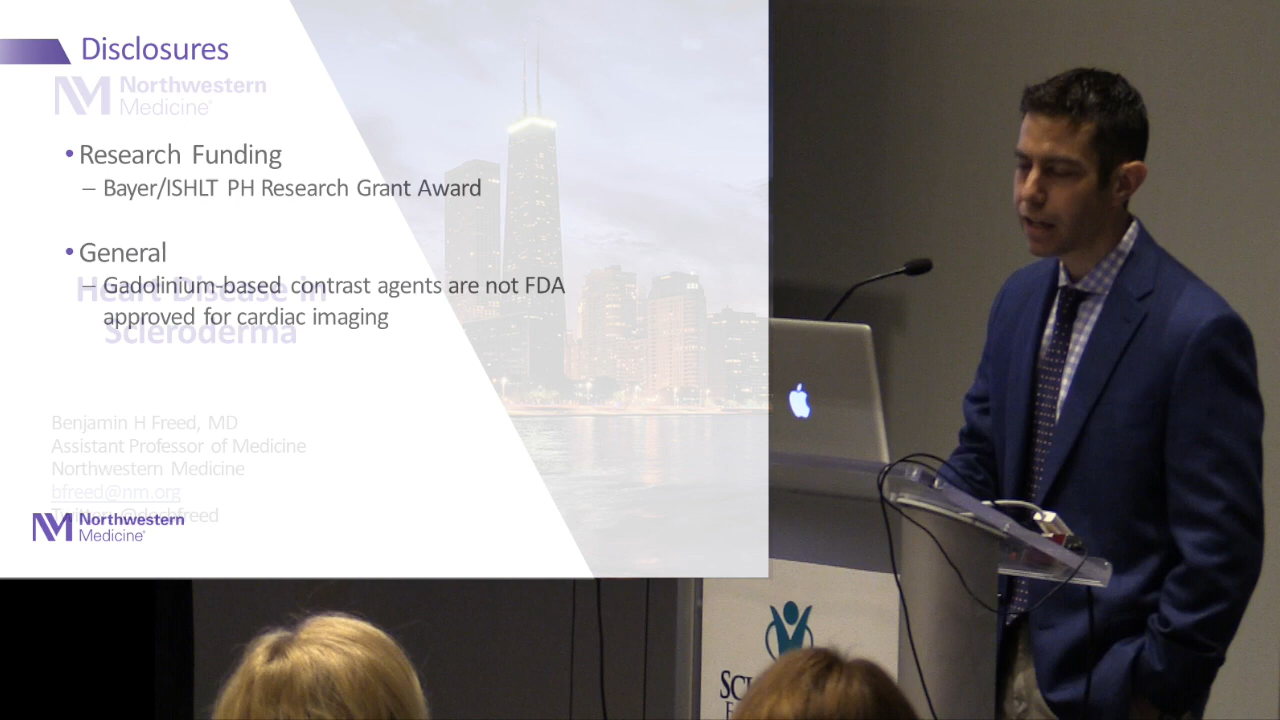 Disclosures
Northwestern
Medicine®
• Research Funding
– Bayer/ISHLT PH Research Grant Award
• General
– Gadolinium-based contrast agents are not FDA
approved for cardiac imaging
Heart Disease in
Scleroderma
Benjamin H Freed, MD
Assistant Professor of Medicine
Northwestern Medicine
bfreed@nm.org
Northwestern
Medicine®